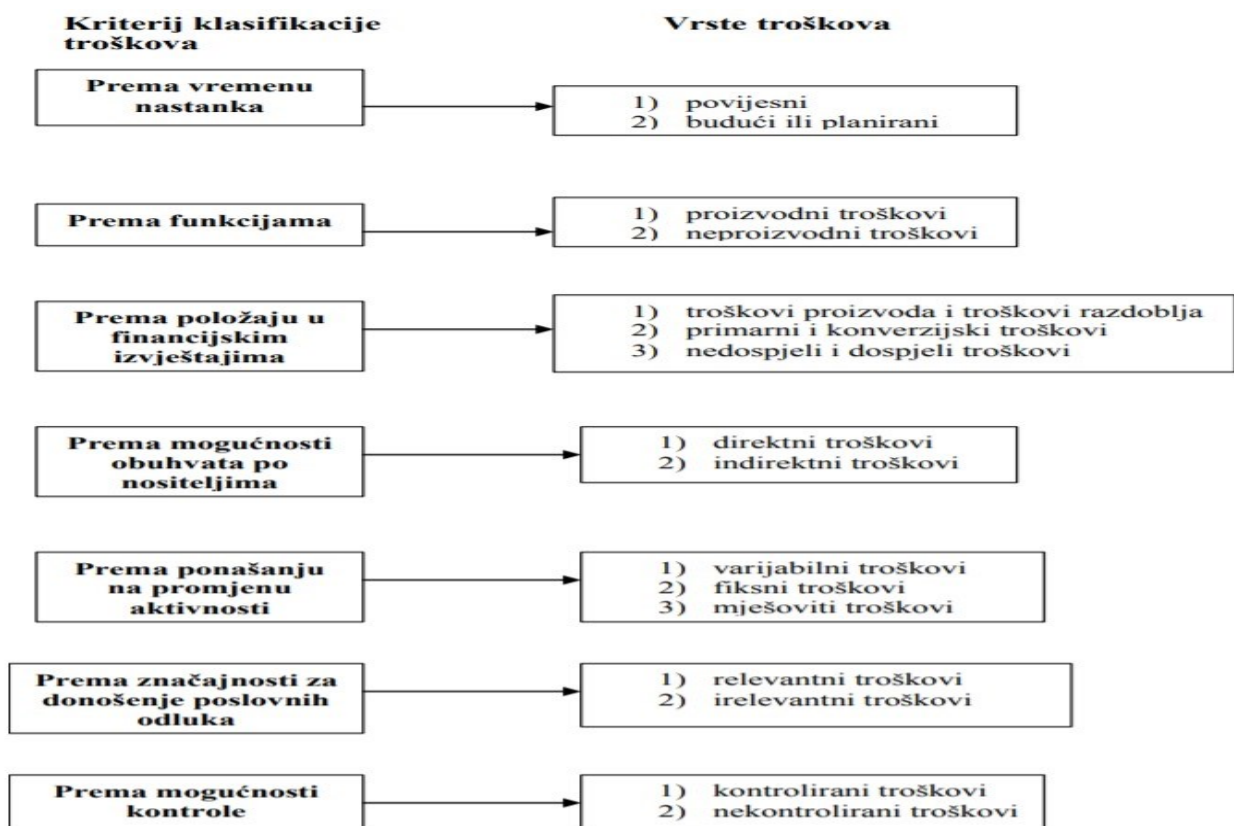 Kriterij klasifikacije
troškova
Vrste troškova
Prema vremenu
nastanka
1) povijesni
2) budući ili planirani
Prema funkcijama
1) proizvodni troškovi
2) neproizvodni troškovi
Prema položaju u
financijskim
izvještajima
1) troškovi proizvoda i troškovi razdoblja
2) primarni i konverzijski troškovi
3) nedospjeli i dospjeli troškovi
Prema mogućnosti
obuhvata po
nositeljima
1) direktni troškovi
2) indirektni troškovi
Prema ponašanju
na promjenu
aktivnosti
1) varijabilni troškovi
2) fiksni troškovi
3) mješoviti troškovi
Prema značajnosti za
donošenje poslovnih
odluka
1) relevantni troškovi
2) irelevantni troškovi
Prema mogućnosti
kontrole
1) kontrolirani troškovi
2) nekontrolirani troškovi